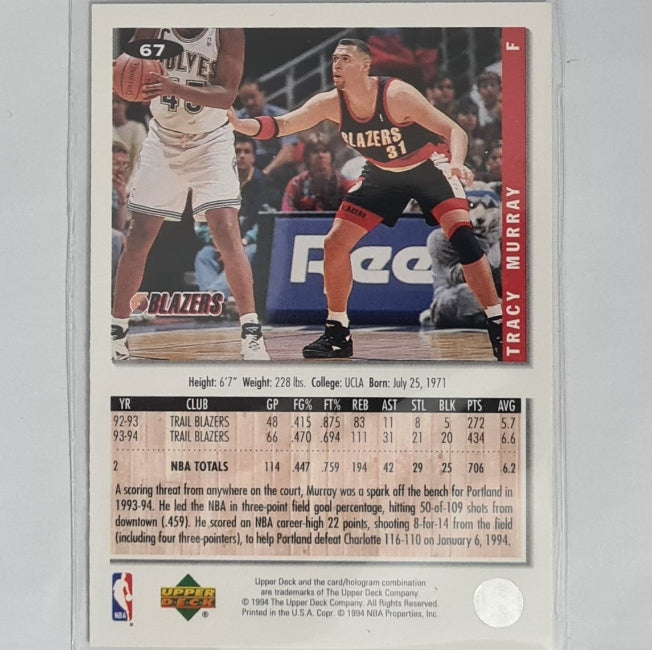 67
WOLVES
45
BLAZERS
31
F
TRACY MURRAY
Ree
BLAZERS
Height: 6'7" Weight: 228 lbs. College: UCLA Born: July 25, 1971
YR CLUB GP FG% FT% REB AST STL BLK PTS AVG
92-93 TRAIL BLAZERS 48 .415 .875 83 11 8 5 272 5.7
93-94 TRAIL BLAZERS 66 .470 .694 111 31 21 20 434 6.6
2 NBA TOTALS 114 .447 .759 194 42 29 25 706 6.2
A scoring threat from anywhere on the court, Murray was a spark off the bench for Portland in
1993-94. He led the NBA in three-point field goal percentage, hitting 50-of-109 shots from
downtown (.459). He scored an NBA career-high 22 points, shooting 8-for-14 from the field
(including four three-pointers), to help Portland defeat Charlotte 116-110 on January 6, 1994.
NBA
UPPER
DECK
®
Upper Deck and the card/hologram combination
are trademarks of The Upper Deck Company.
© 1994 The Upper Deck Company. All Rights Reserved.
Printed in the U.S.A. Copr. © 1994 NBA Properties, Inc.